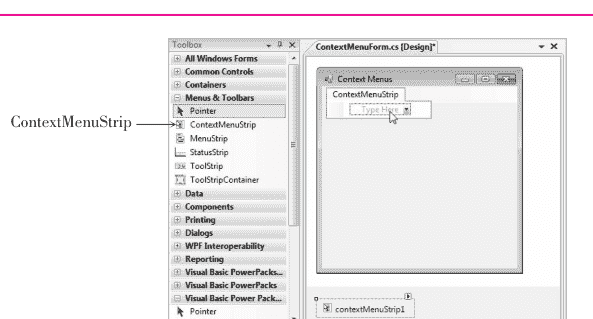 Toolbox
All Windows Forms
Common Controls
Containers
Menus & Toolbars
Pointer
ContextMenuStrip
ContextMenuStrip
MenuStrip
StatusStrip
ToolStrip
ToolStripContainer
Data
Components
Printing
Dialogs
WPF Interoperability
Reporting
Visual Basic PowerPacks...
Visual Basic PowerPacks
Visual Basic Power Pack...
Pointer
ContextMenuForm.cs [Design]*
Context Menus
ContextMenuStrip
Type Here
contextMenuStrip1